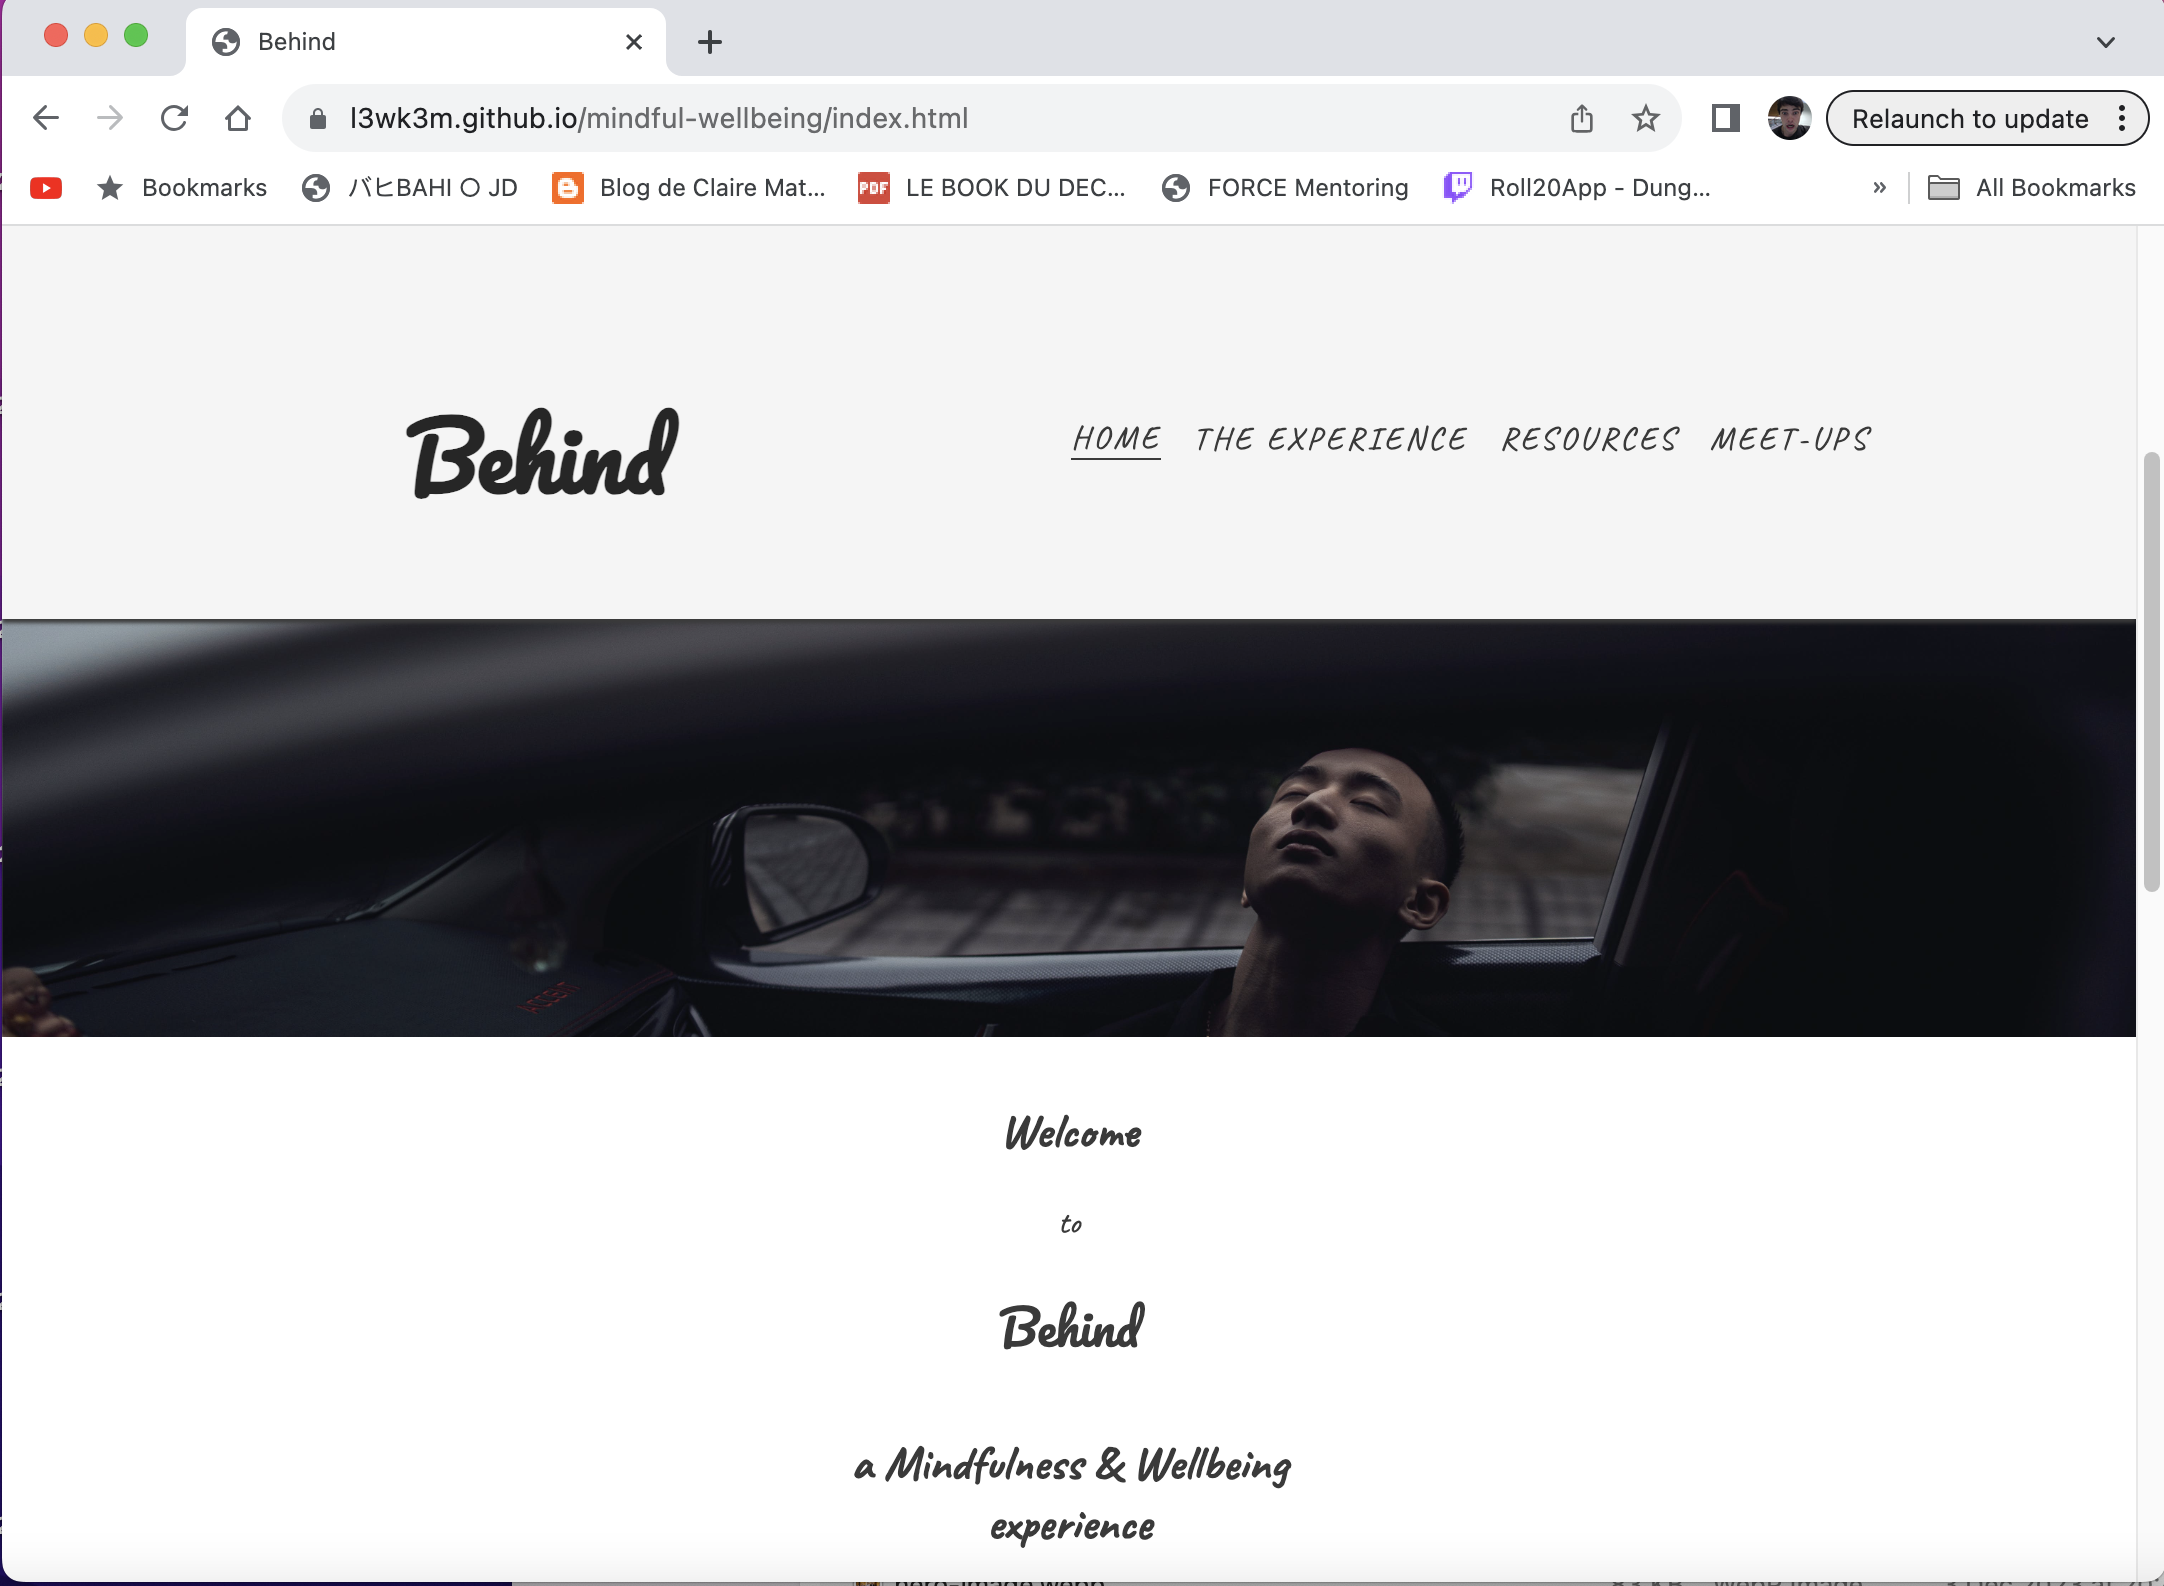 Behind
l3wk3m.github.io/mindful-wellbeing/index.html
Relaunch to update
Bookmarks
バヒBAHI 〇 JD
Blog de Claire Mat...
PDF
LE BOOK DU DEC...
FORCE Mentoring
Roll20App - Dung...
»
All Bookmarks
Behind
HOME THE EXPERIENCE RESOURCES MEET-UPS
ACCENT
Welcome
to
Behind
a Mindfulness & Wellbeing
experience